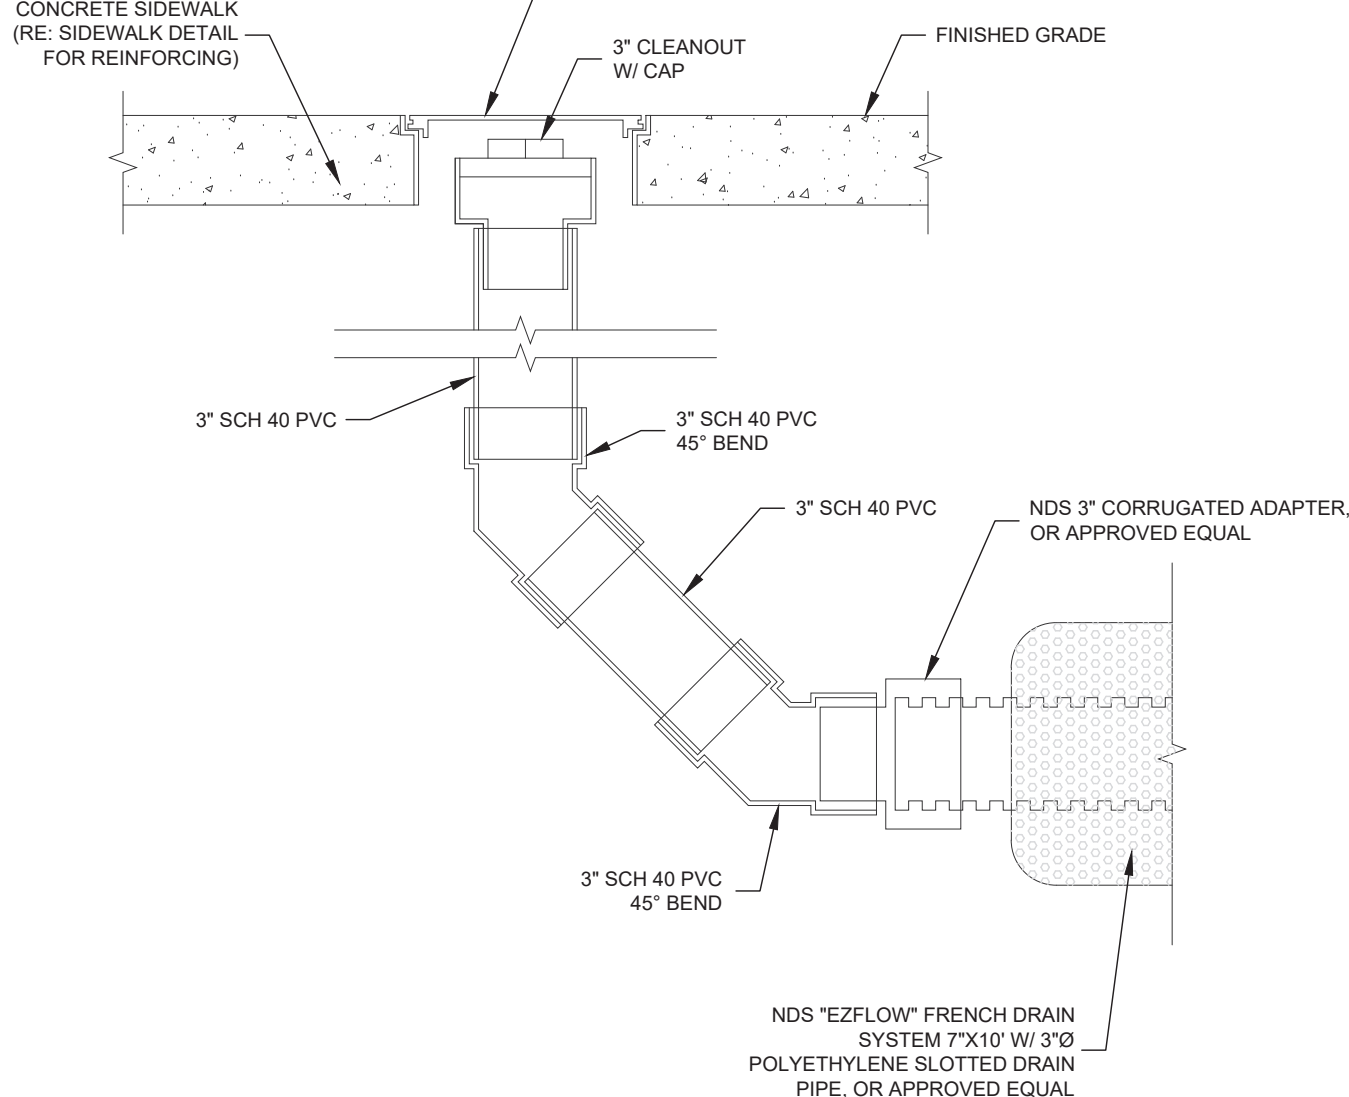 CONCRETE SIDEWALK
(RE: SIDEWALK DETAIL
FOR REINFORCING)
3" CLEANOUT
W/ CAP
FINISHED GRADE
3" SCH 40 PVC
3" SCH 40 PVC
45° BEND
3" SCH 40 PVC
NDS 3" CORRUGATED ADAPTER,
OR APPROVED EQUAL
3" SCH 40 PVC
45° BEND
NDS "EZFLOW" FRENCH DRAIN
SYSTEM 7"X10' W/ 3"Ø
POLYETHYLENE SLOTTED DRAIN
PIPE, OR APPROVED EQUAL